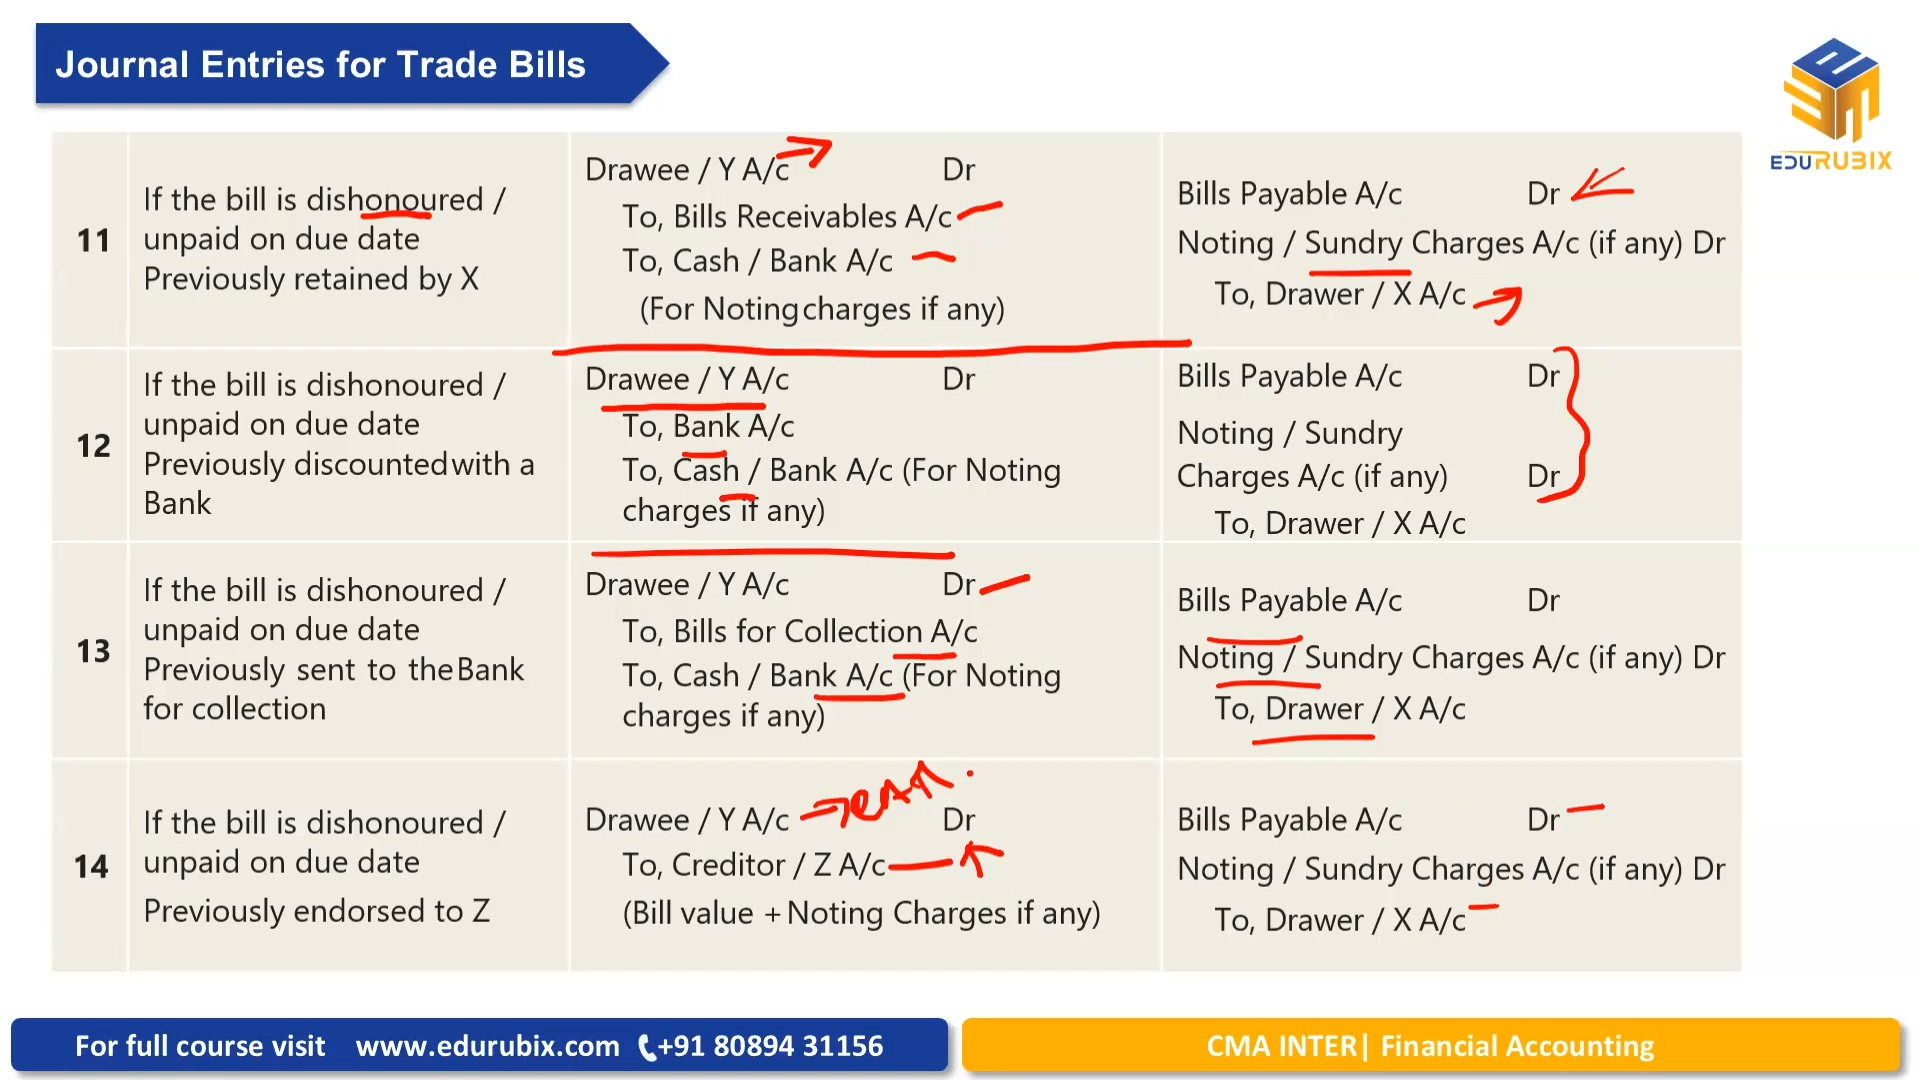 Journal Entries for Trade Bills
EDURUBIX
11
If the bill is dishonoured /
unpaid on due date
Previously retained by X
Drawee / Y A/c Dr
To, Bills Receivables A/c
To, Cash / Bank A/c
(For Noting charges if any)
Bills Payable A/c Dr
Noting / Sundry Charges A/c (if any) Dr
To, Drawer / X A/c
12
If the bill is dishonoured /
unpaid on due date
Previously discounted with a
Bank
Drawee / Y A/c Dr
To, Bank A/c
To, Cash / Bank A/c (For Noting
charges if any)
Bills Payable A/c Dr
Noting / Sundry
Charges A/c (if any) Dr
To, Drawer / X A/c
13
If the bill is dishonoured /
unpaid on due date
Previously sent to the Bank
for collection
Drawee / Y A/c Dr
To, Bills for Collection A/c
To, Cash / Bank A/c (For Noting
charges if any)
Bills Payable A/c Dr
Noting / Sundry Charges A/c (if any) Dr
To, Drawer / X A/c
14
If the bill is dishonoured /
unpaid on due date
Previously endorsed to Z
Drawee / Y A/c Dr
To, Creditor / Z A/c
(Bill value + Noting Charges if any)
Bills Payable A/c Dr
Noting / Sundry Charges A/c (if any) Dr
To, Drawer / X A/c
For full course visit www.edurubix.com +91 80894 31156
CMA INTER| Financial Accounting